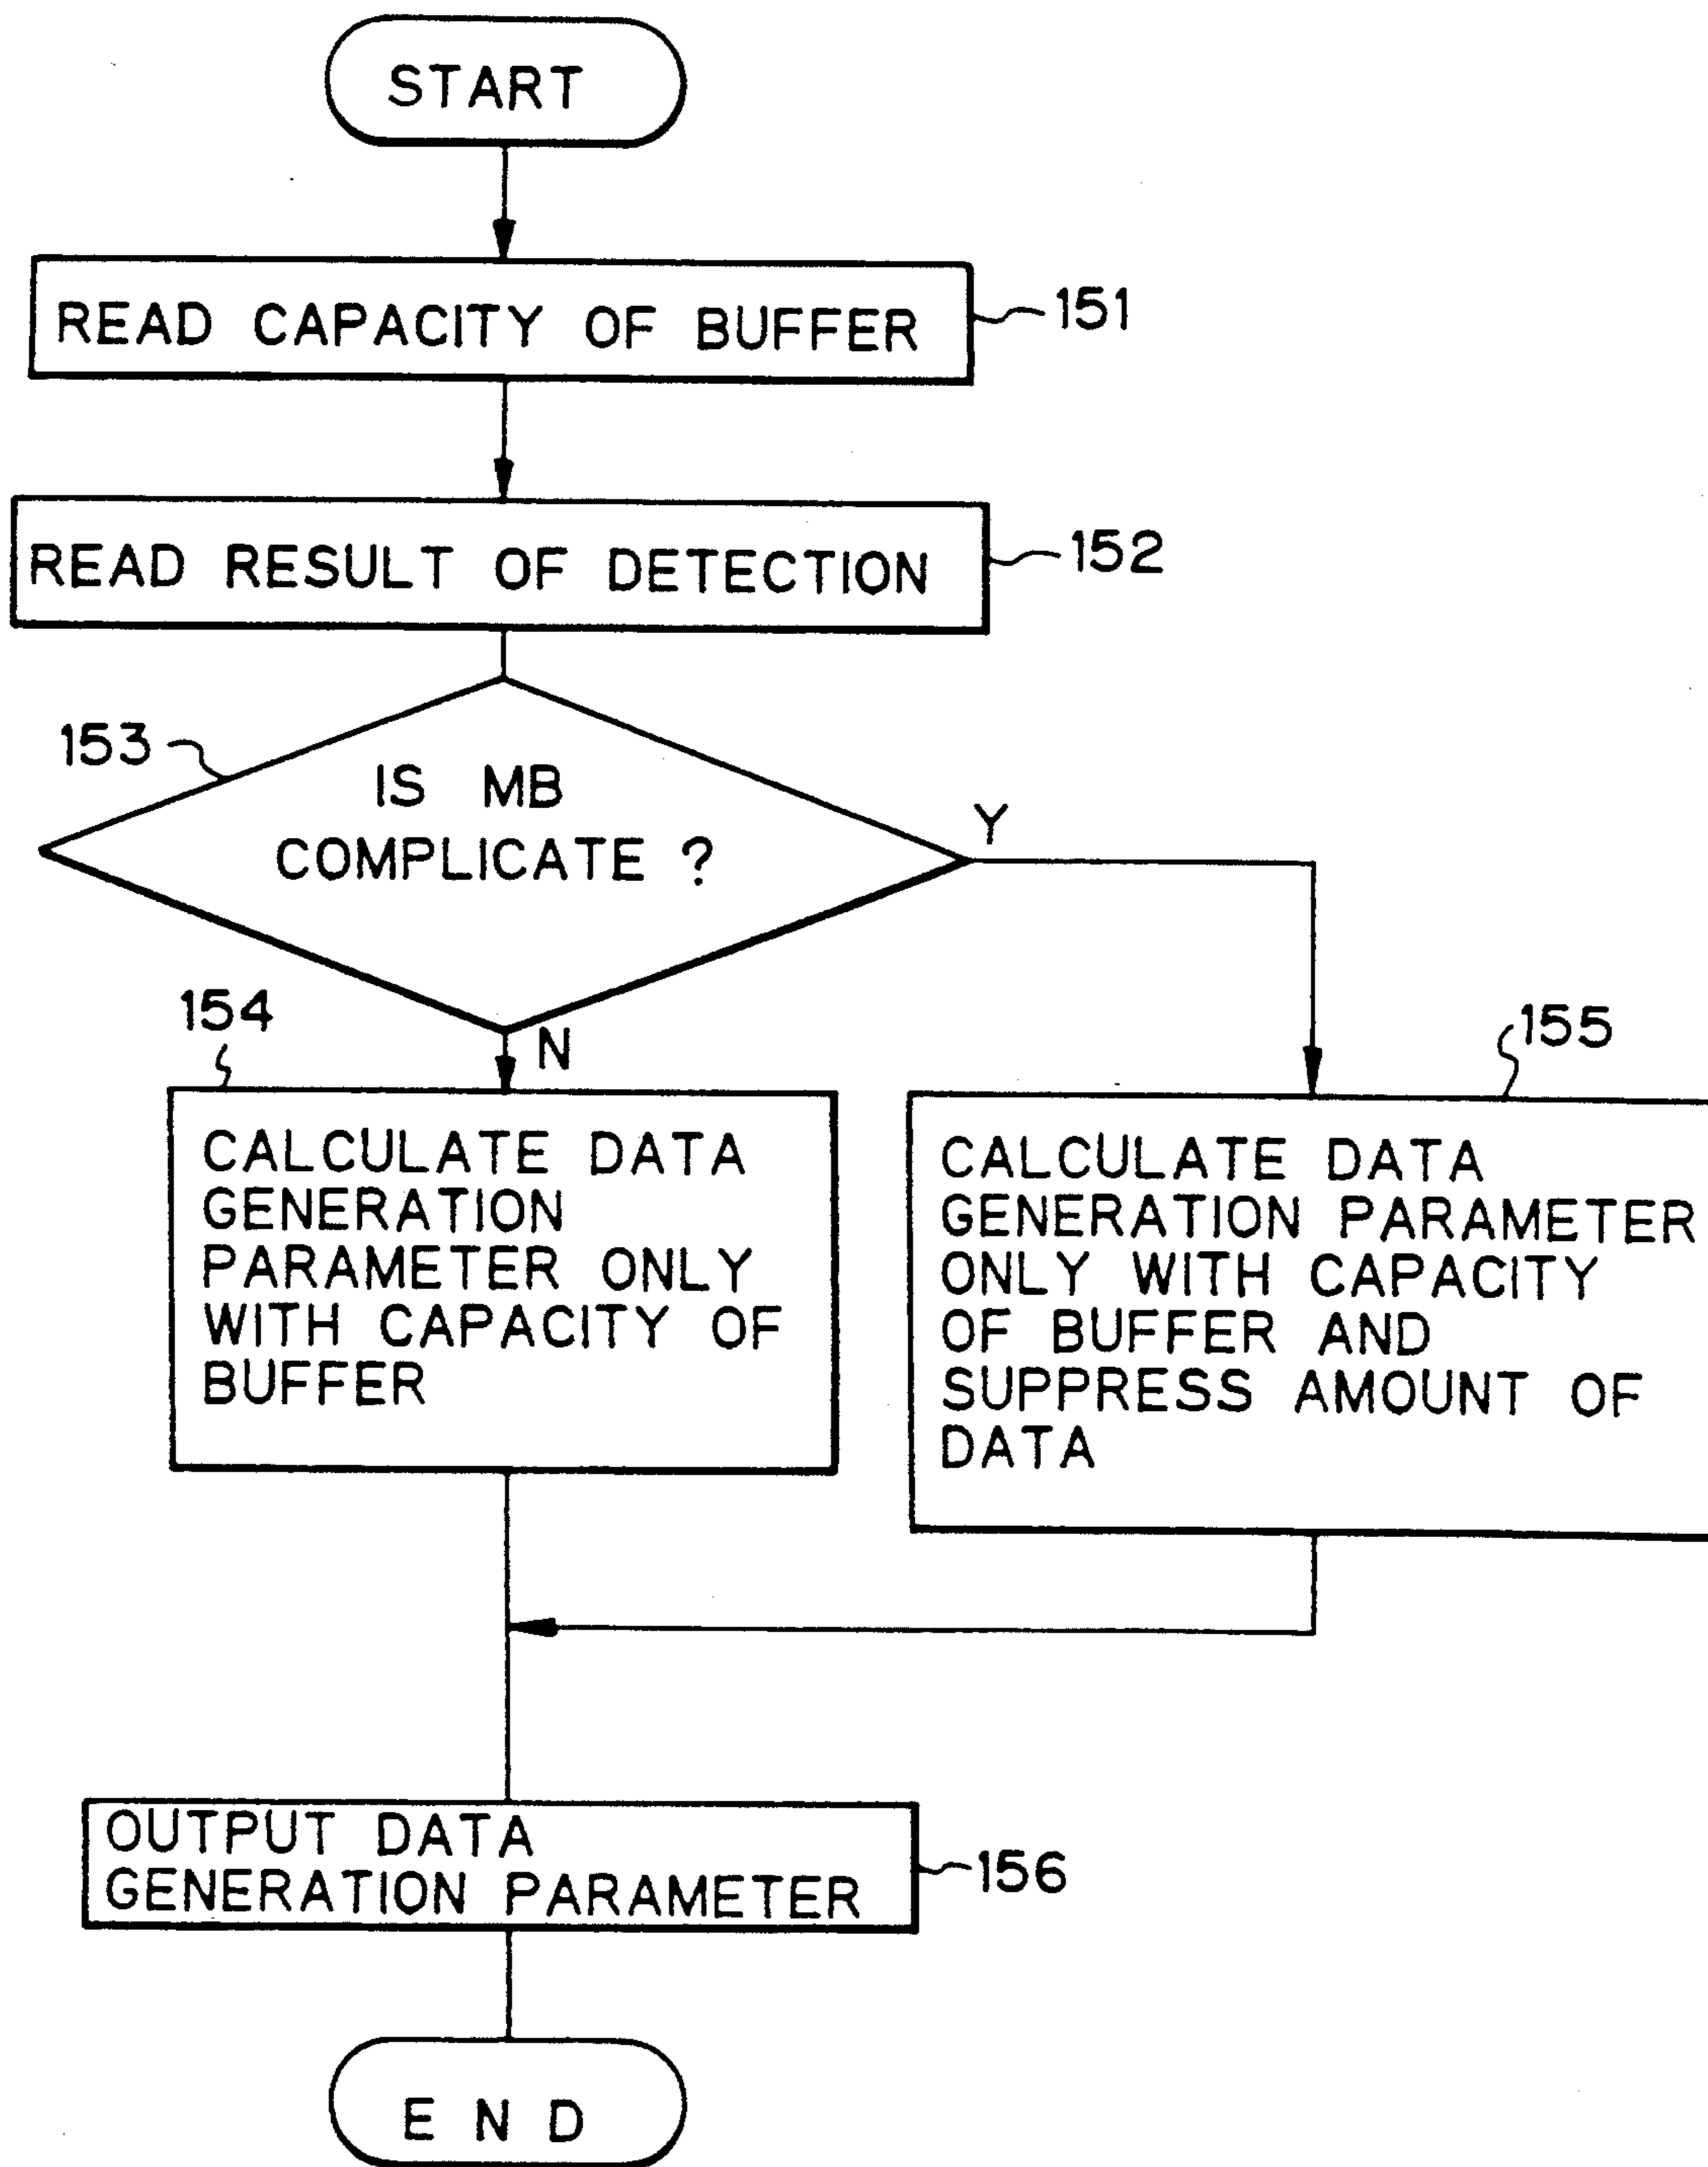 START
READ CAPACITY OF BUFFER
151
READ RESULT OF DETECTION
152
153
IS MB
COMPLICATE ?
Y
N
154
CALCULATE DATA
GENERATION
PARAMETER ONLY
WITH CAPACITY OF
BUFFER
155
CALCULATE DATA
GENERATION PARAMETER
ONLY WITH CAPACITY
OF BUFFER AND
SUPPRESS AMOUNT OF
DATA
OUTPUT DATA
GENERATION PARAMETER
156
END